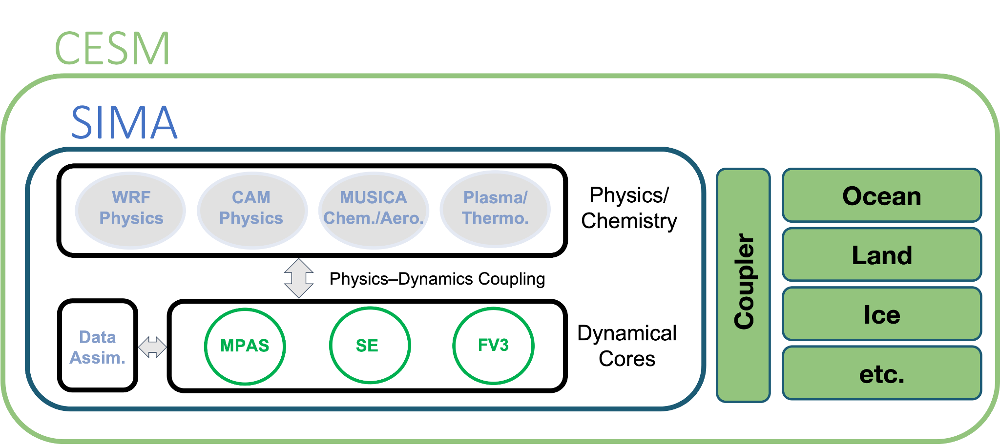 CESM
SIMA
WRF
Physics
CAM
Physics
MUSICA
Chem./Aero.
Plasma/
Thermo.
Physics/
Chemistry
Physics–Dynamics Coupling
Data
Assim.
MPAS
SE
FV3
Dynamical
Cores
Coupler
Ocean
Land
Ice
etc.